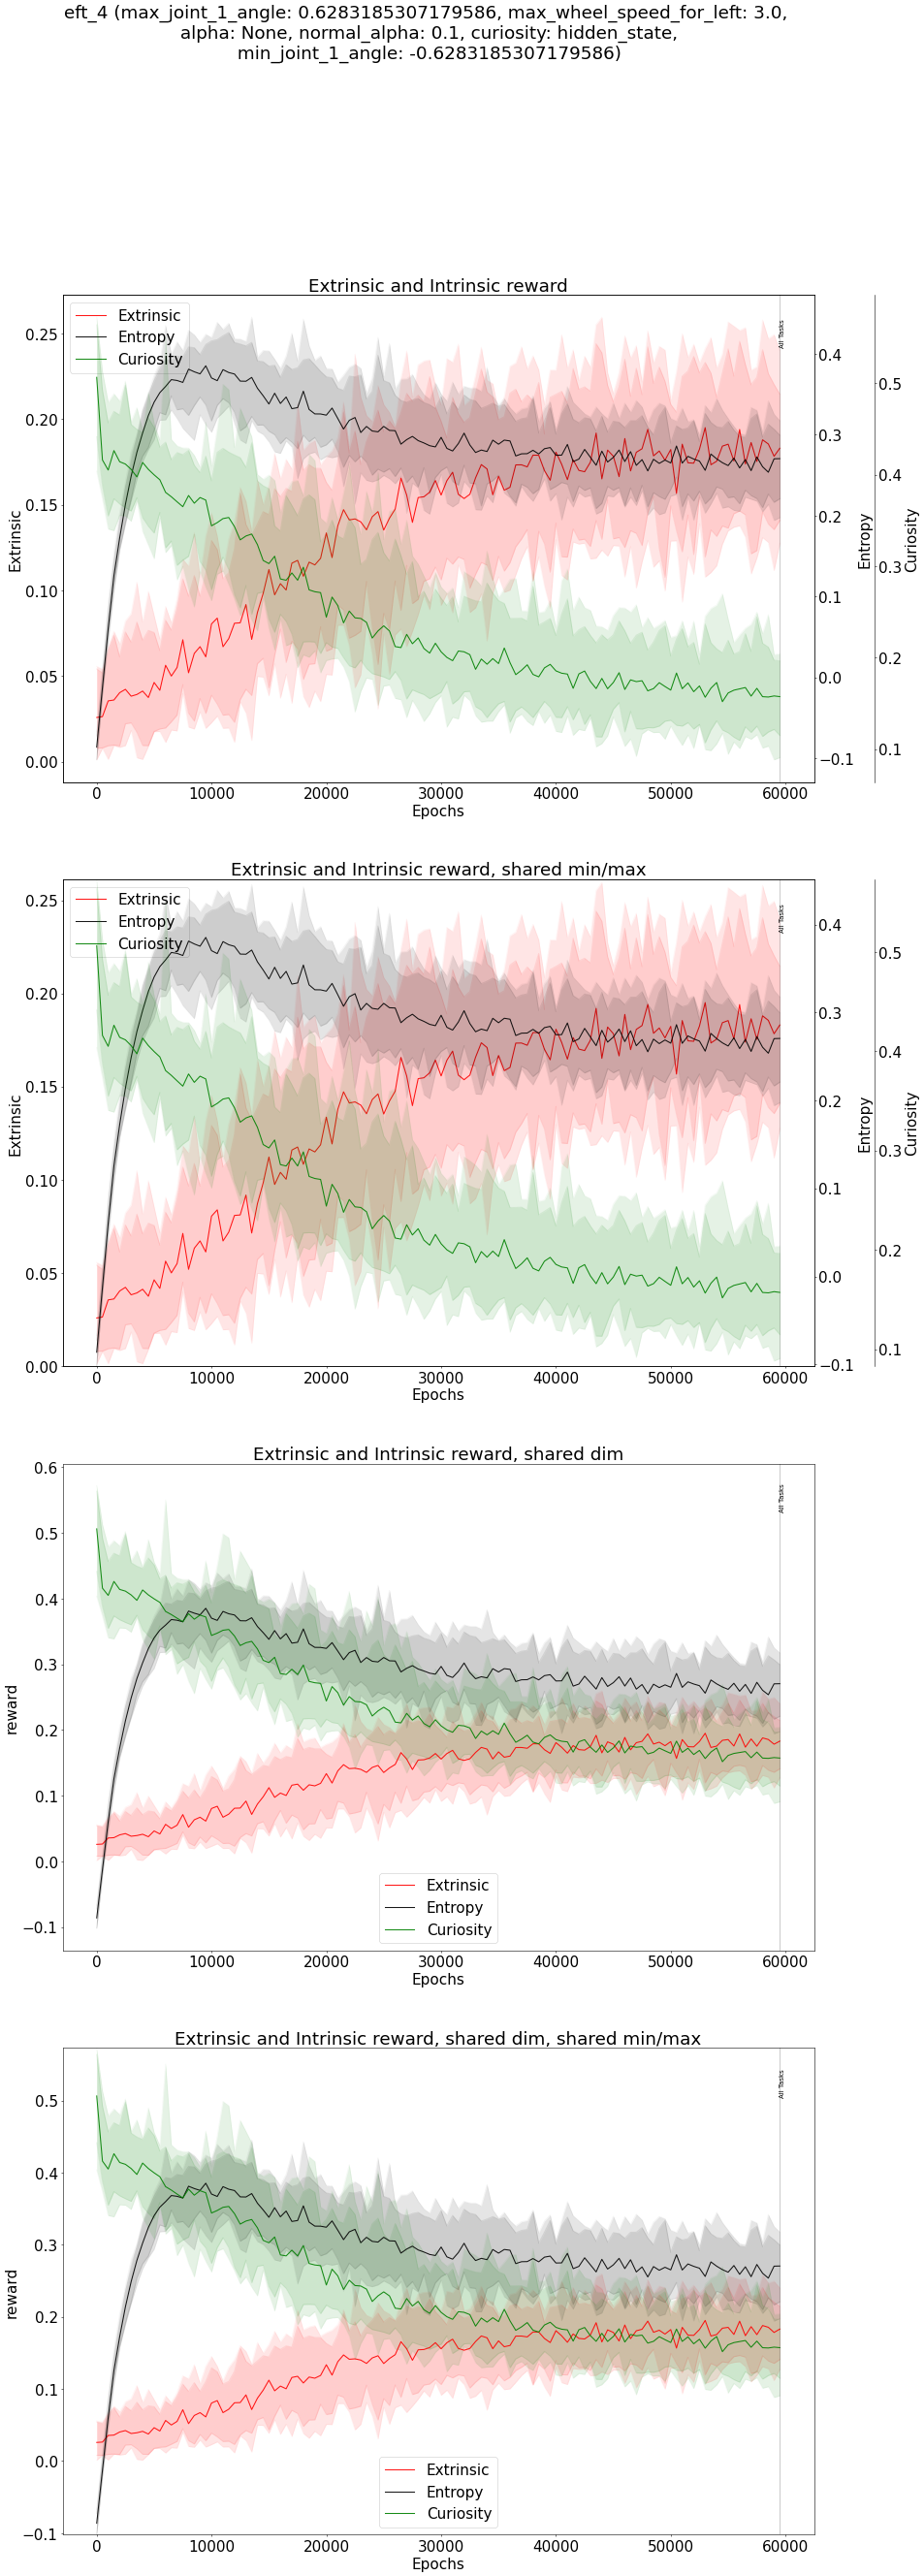 eft_4 (max_joint_1_angle: 0.6283185307179586, max_wheel_speed_for_left: 3.0,
alpha: None, normal_alpha: 0.1, curiosity: hidden_state,
min_joint_1_angle: -0.6283185307179586)
Extrinsic and Intrinsic reward
Extrinsic
Entropy
Curiosity
All Tasks
0.25
0.20
0.15
0.10
0.05
0.00
Extrinsic
0.4
0.3
0.2
0.1
0.0
−0.1
Entropy
0.5
0.4
0.3
0.2
0.1
Curiosity
0 10000 20000 30000 40000 50000 60000
Epochs
Extrinsic and Intrinsic reward, shared min/max
Extrinsic
Entropy
Curiosity
All Tasks
0.25
0.20
0.15
0.10
0.05
0.00
Extrinsic
0.4
0.3
0.2
0.1
0.0
−0.1
Entropy
0.5
0.4
0.3
0.2
0.1
Curiosity
0 10000 20000 30000 40000 50000 60000
Epochs
Extrinsic and Intrinsic reward, shared dim
All Tasks
0.6
0.5
0.4
0.3
0.2
0.1
0.0
−0.1
reward
Extrinsic
Entropy
Curiosity
0 10000 20000 30000 40000 50000 60000
Epochs
Extrinsic and Intrinsic reward, shared dim, shared min/max
All Tasks
0.5
0.4
0.3
0.2
0.1
0.0
−0.1
reward
Extrinsic
Entropy
Curiosity
0 10000 20000 30000 40000 50000 60000
Epochs